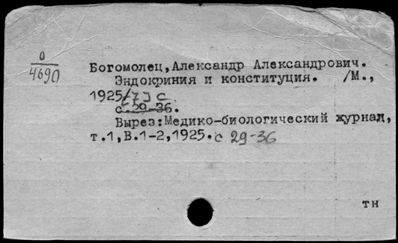 0
4690
Богомолец,Александр Александрович.
Эндокриния и конституция. /М.,
1925/7 с
с.29-36.
Вырез:Медико-биологический журнал,
т.1,В.1-2,1925.с 29-36
тн